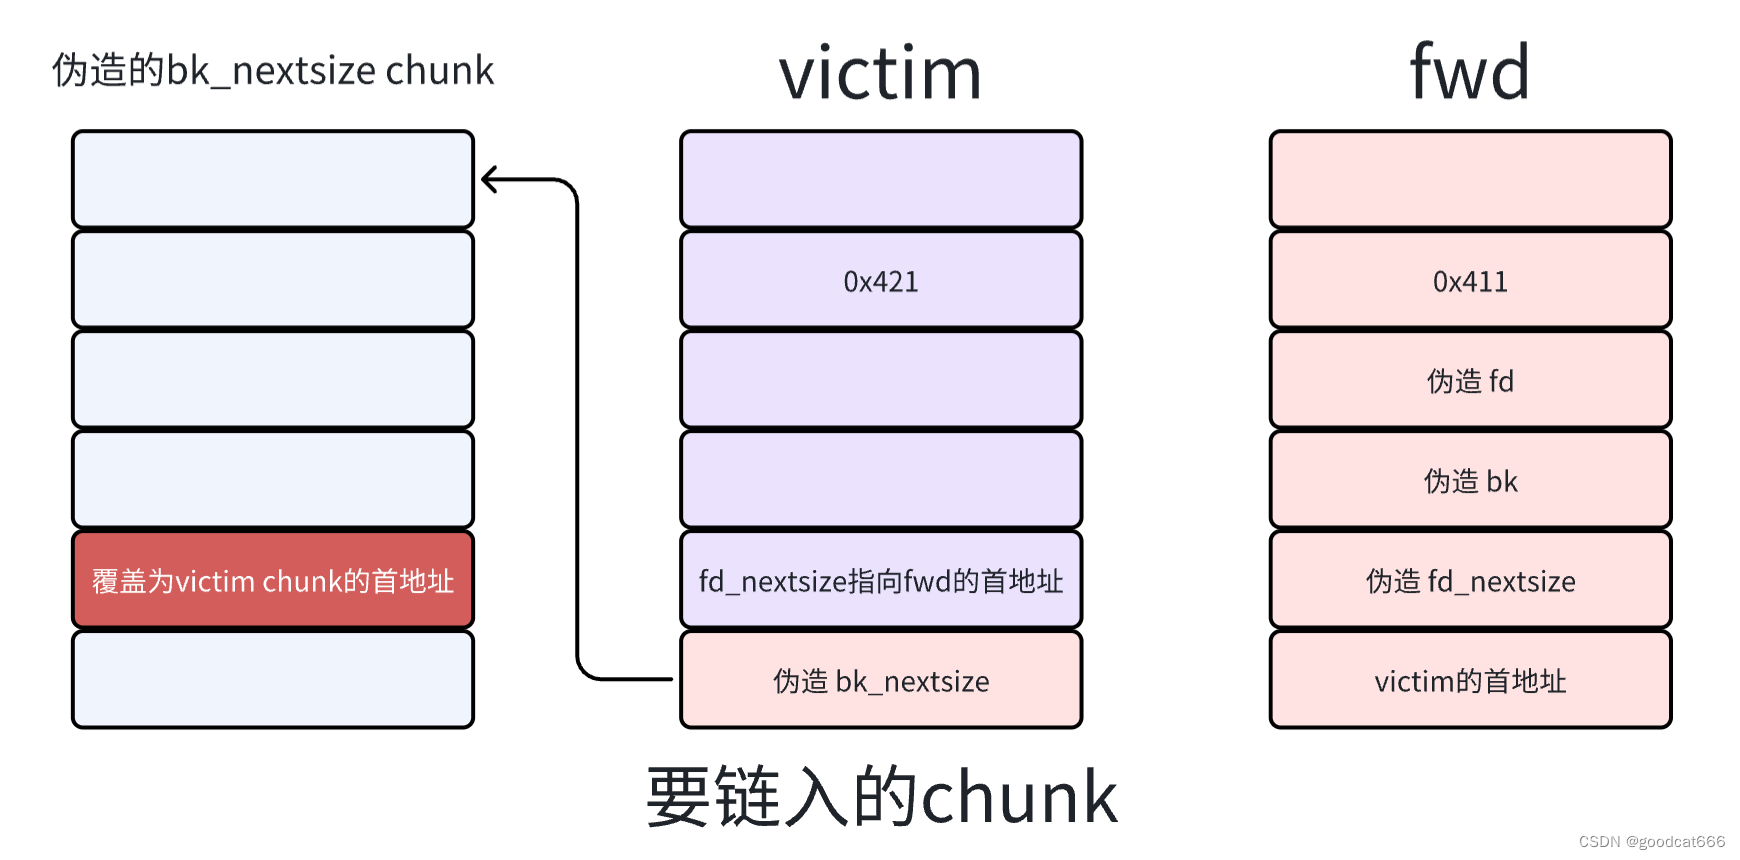 伪造的bk_nextsize chunk
victim
fwd
0x421
0x411
伪造 fd
伪造 bk
覆盖为victim chunk的首地址
fd_nextsize指向fwd的首地址
伪造 fd_nextsize
伪造 bk_nextsize
victim的首地址
要链入的chunk
CSDN @goodcat666